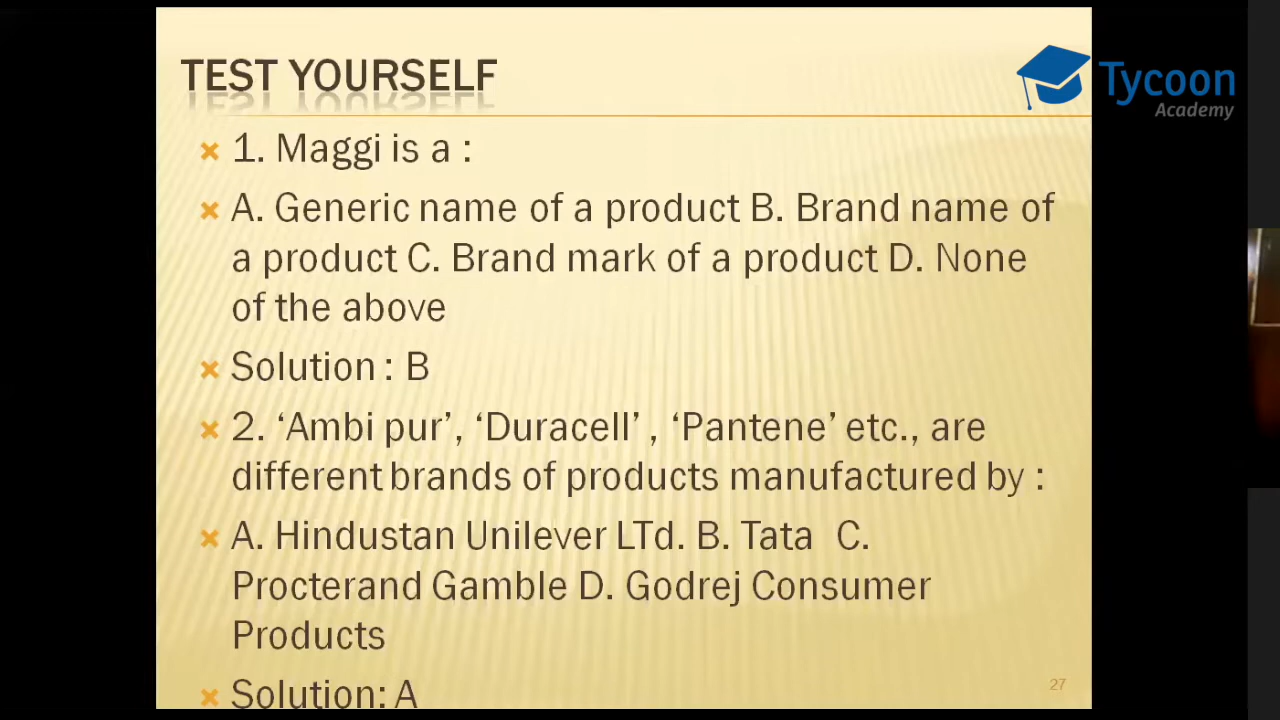 TEST YOURSELF
Tycoon
Academy
1. Maggi is a :
A. Generic name of a product B. Brand name of
a product C. Brand mark of a product D. None
of the above
Solution : B
2. ‘Ambi pur’, ‘Duracell’ , ‘Pantene’ etc., are
different brands of products manufactured by :
A. Hindustan Unilever LTd. B. Tata C.
Procterand Gamble D. Godrej Consumer
Products
Solution: A
27